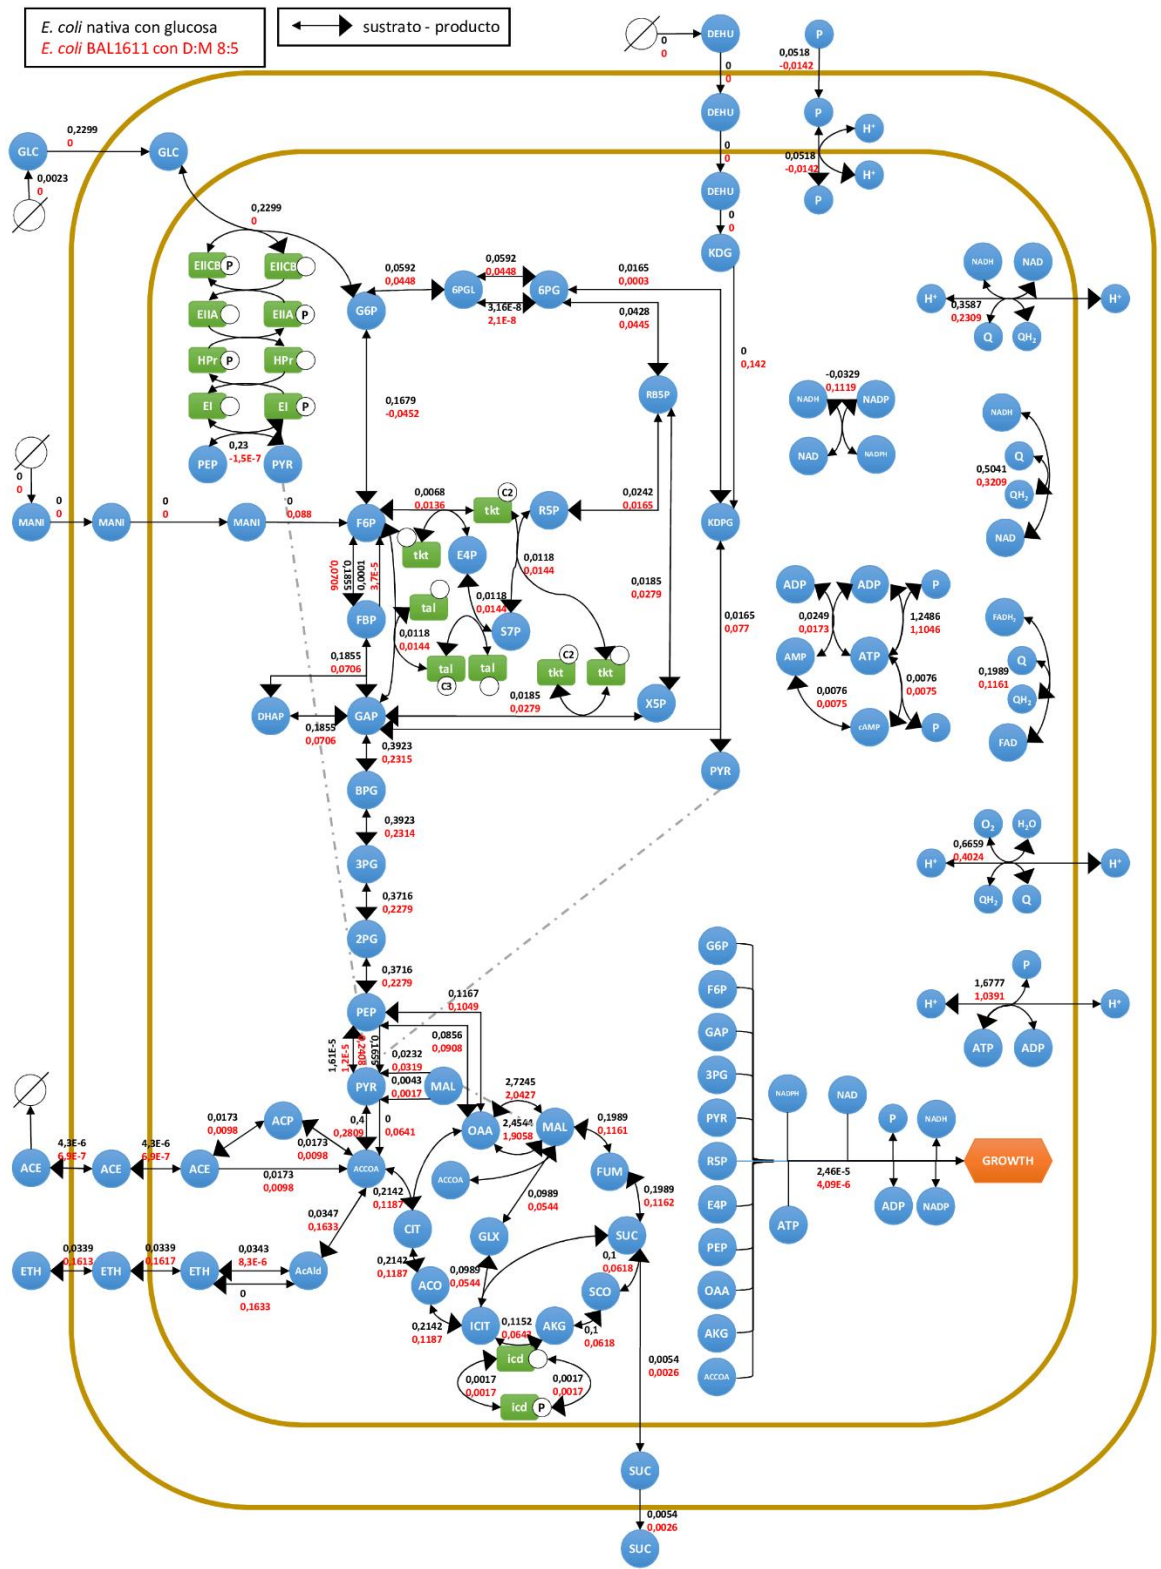 E. coli nativa con glucosa
E. coli BAL1611 con D:M 8:5
sustrato - producto
0
0
DEHU
P
0
0
0,0518
-0,0142
DEHU
P
H⁺
0
0
0,0518
-0,0142
H⁺
DEHU
P
0
0
KDG
GLC
0,2299
0
GLC
0,0023
0
0,2299
0
EIICB P
EIICB
EIIA
EIIA P
HPr P
HPr
EI
EI P
PEP
0,23
-1,5E-7
PYR
G6P
0,0592
0,0448
6PGL
0,0592
0,0448
3,16E-8
2,1E-8
6PG
0,0165
0,0003
0,0428
0,0445
0
0,142
RB5P
0,1679
-0,0452
NADH
NAD
H⁺
0,3587
0,2309
H⁺
Q
QH₂
-0,0329
0,1119
NADH
NADP
NAD
NADPH
NADH
Q
0,5041
0,3209
QH₂
NAD
0
0
MANI
0
0
MANI
0
0
MANI
0
0,088
F6P
0,0068
0,0136
tkt
C2
R5P
0,0242
0,0165
KDPG
tkt
E4P
0,0118
0,0144
0,1855
0,0706
3,7E-5
FBP
tal
0,0118
0,0144
0,0118
0,0144
S7P
0,0185
0,0279
0,0165
0,077
tal
C3
tal
tkt
C2
tkt
0,1855
0,0706
DHAP
0,1855
0,0706
GAP
0,0185
0,0279
X5P
PYR
ADP
ADP
P
0,0249
0,0173
1,2486
1,1046
AMP
ATP
0,0076
0,0075
0,0076
0,0075
cAMP
P
FADH₂
Q
0,1989
0,1161
QH₂
FAD
0,3923
0,2315
BPG
0,3923
0,2314
3PG
0,3716
0,2279
2PG
0,3716
0,2279
PEP
O₂
H₂O
H⁺
0,6659
0,4024
H⁺
QH₂
Q
P
H⁺
1,6777
1,0391
H⁺
ATP
ADP
0,1167
0,1049
0,0856
0,0908
1,61E-5
1,2E-5
0,1655
0,2408
0,0232
0,0319
PYR
0,0043
0,0017
MAL
0,4
0,2809
0
0,0641
OAA
2,7245
2,0427
2,4544
1,9058
MAL
0,1989
0,1161
FUM
ACCOA
0,1989
0,1162
SUC
0,0989
0,0544
GLX
0,0173
0,0098
ACP
0,0173
0,0098
ACE
4,3E-6
6,9E-7
ACE
4,3E-6
6,9E-7
ACE
0,0173
0,0098
ACCOA
0,2142
0,1187
CIT
0,0347
0,1633
ETH
0,0339
0,1613
ETH
0,0339
0,1617
ETH
0,0343
8,3E-6
0
0,1633
AcAld
0,2142
0,1187
ACO
0,0989
0,0544
0,1
0,0618
SCO
0,2142
0,1187
ICIT
0,1152
0,0643
AKG
0,1
0,0618
icd
0,0017
0,0017
0,0017
0,0017
icd P
0,0054
0,0026
SUC
0,0054
0,0026
SUC
G6P
F6P
GAP
3PG
PYR
R5P
E4P
PEP
OAA
AKG
ACCOA
NADPH
NAD
P
NADH
2,46E-5
4,09E-6
GROWTH
ATP
ADP
NADP